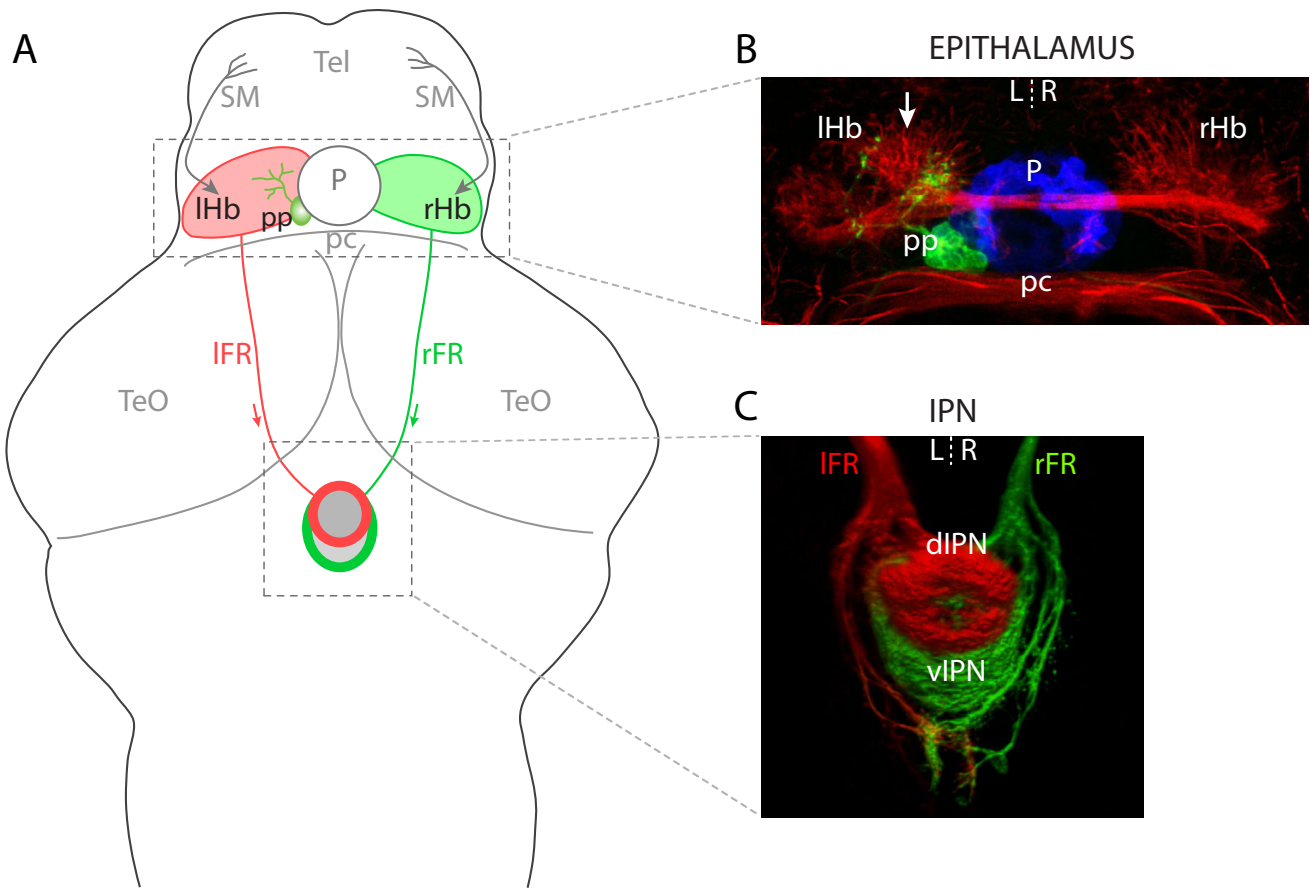 A
Tel
SM
SM
P
lHb
pp
rHb
pc
lFR
rFR
TeO
TeO
B
EPITHALAMUS
L R
lHb
rHb
P
pp
pc
C
IPN
L R
lFR
rFR
dIPN
vIPN